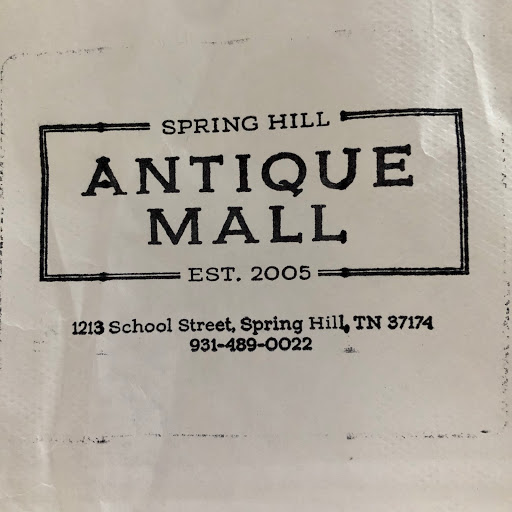 SPRING HILL
ANTIQUE
MALL
EST. 2005
1213 School Street, Spring Hill, TN 37174
931-489-0022